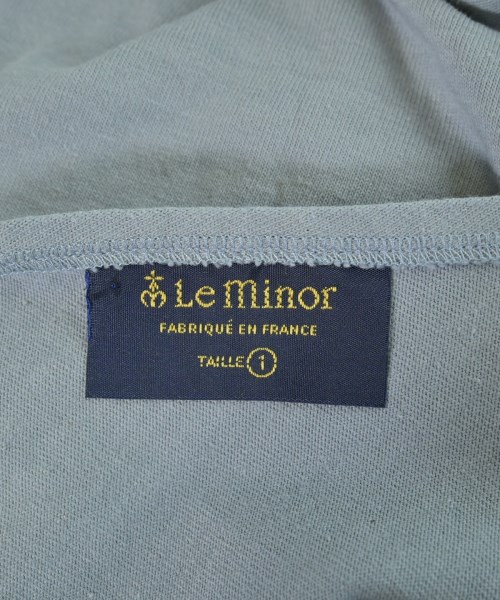 Le minor
FABRIQUÉ EN FRANCE
TAILLE: 1